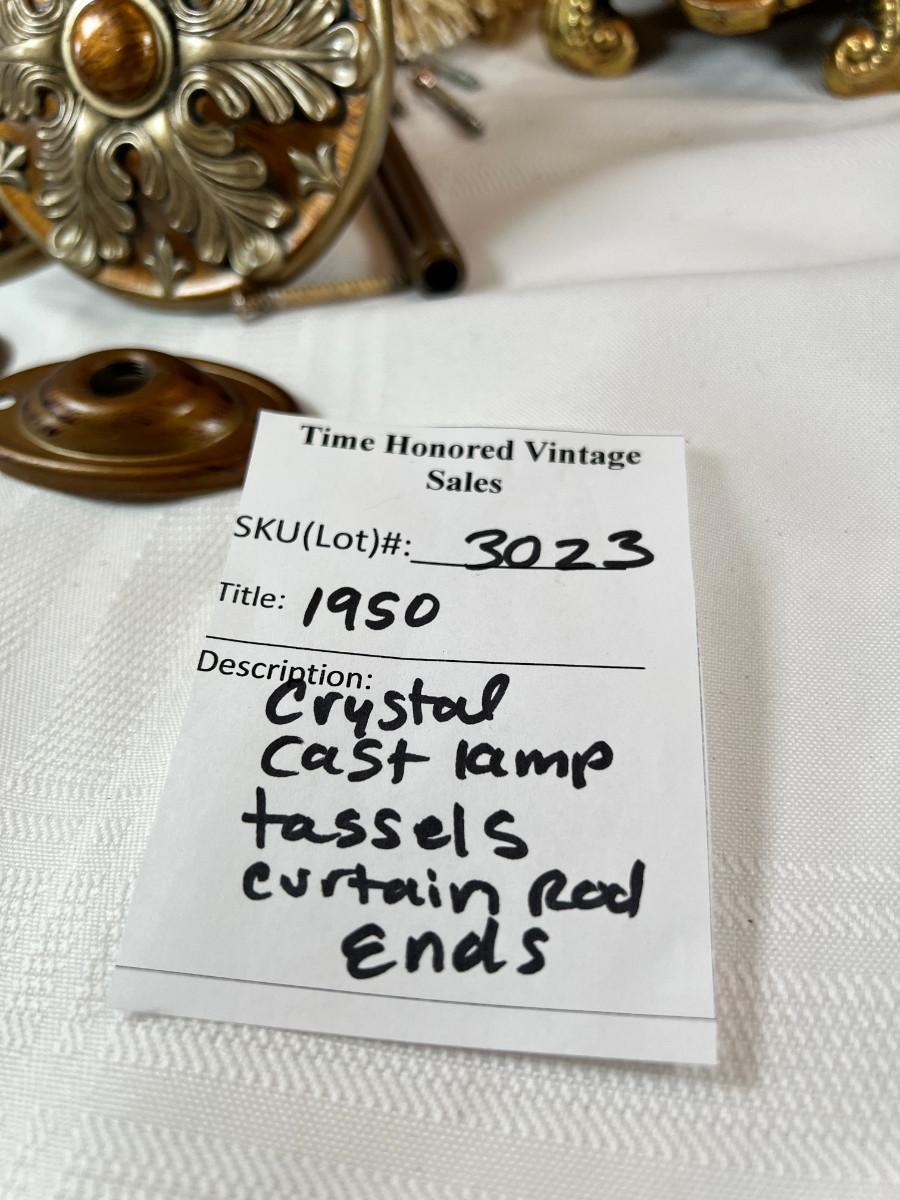 Time Honored Vintage
Sales
SKU(Lot)#: 3023
Title: 1950
Description:
Crystal
Cast lamp
tassels
curtain Rod
Ends